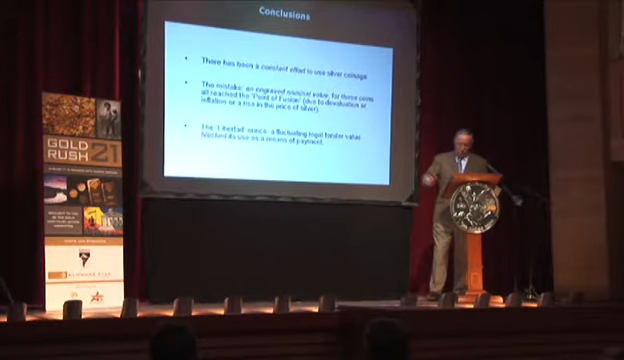 Conclusions
• There has been a constant effort to use silver coinage
• The mistake: an engraved nominal value, for these coins
all reached the 'Point of Fusion' (due to devaluation or
inflation or a rise in the price of silver)
• The 'Libertad' ounce: a fluctuating legal tender value
blocked its use as a means of payment.
GOLD
RUSH 21